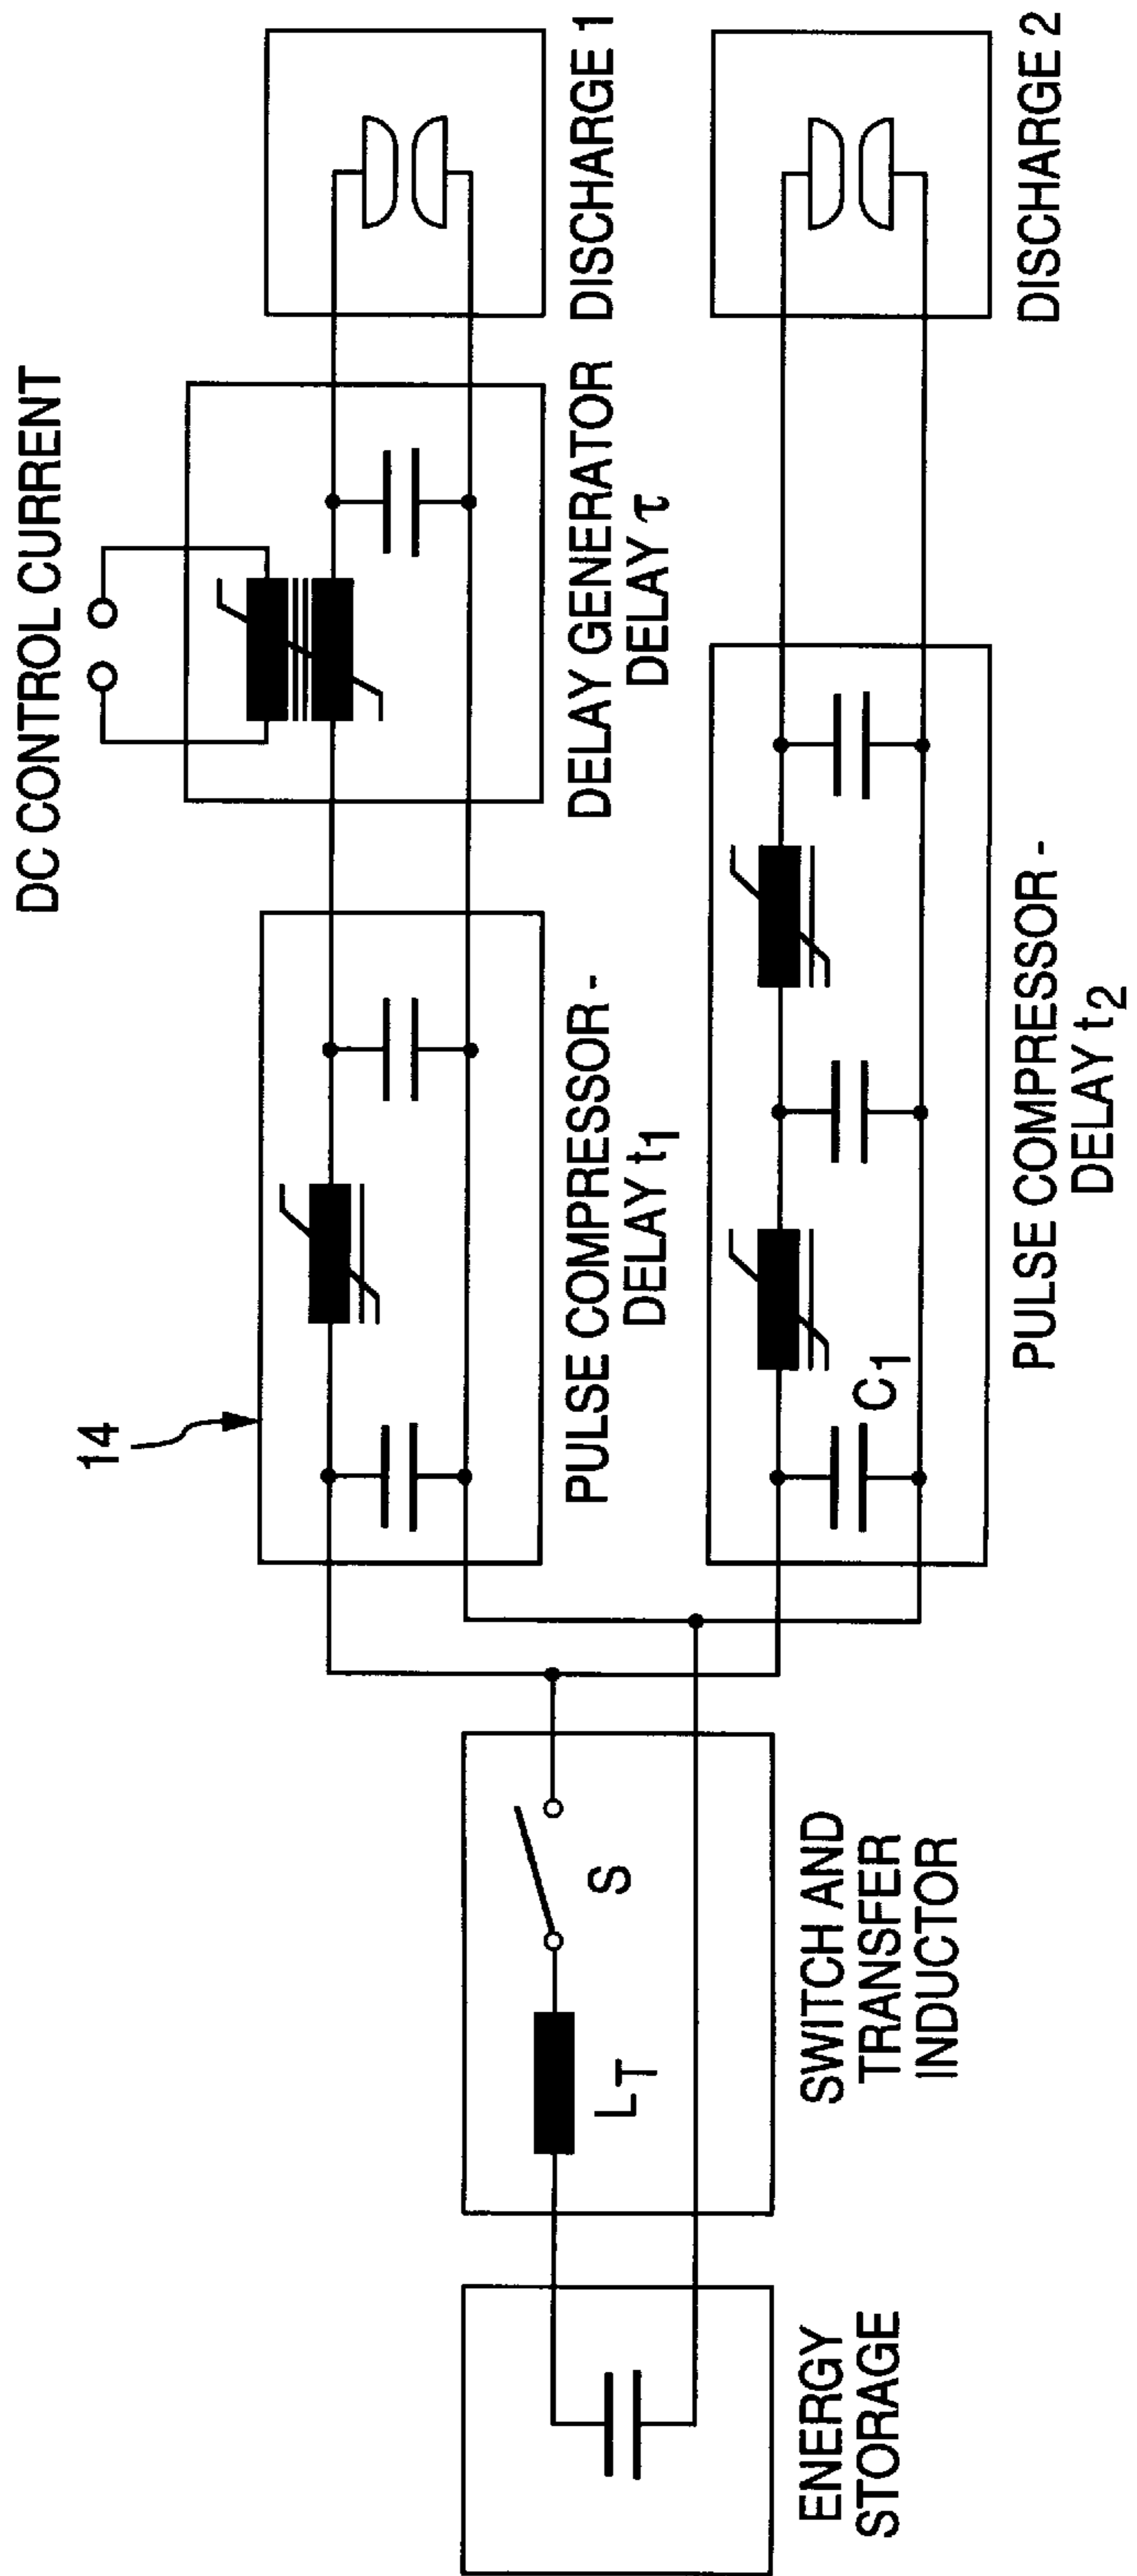 DC CONTROL CURRENT
14
PULSE COMPRESSOR -
DELAY t1
DELAY GENERATOR
DELAY τ
DISCHARGE 1
ENERGY
STORAGE
LT
S
SWITCH AND
TRANSFER
INDUCTOR
C1
PULSE COMPRESSOR -
DELAY t2
DISCHARGE 2